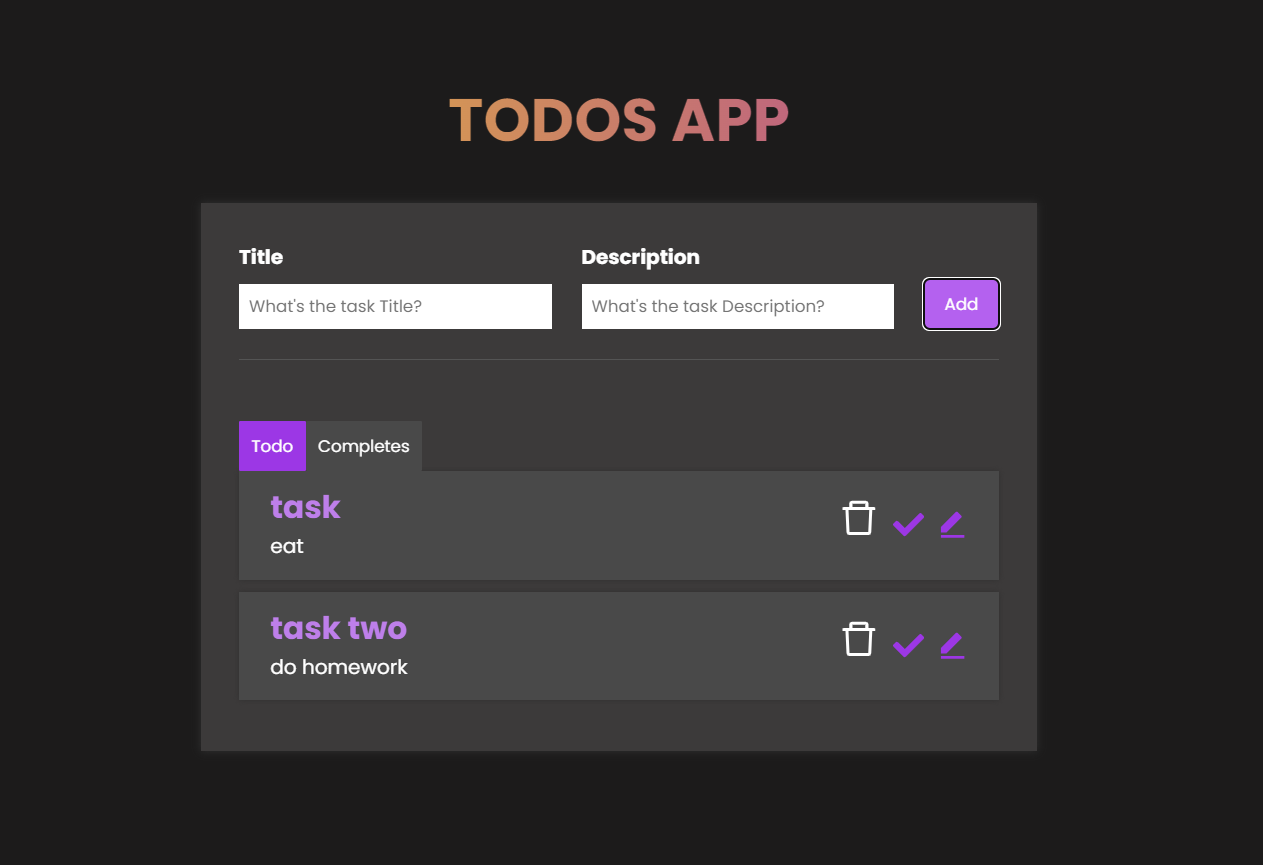 TODOS APP
Title
Description
What's the task Title?
What's the task Description?
Add
Todo
Completes
task
eat
task two
do homework